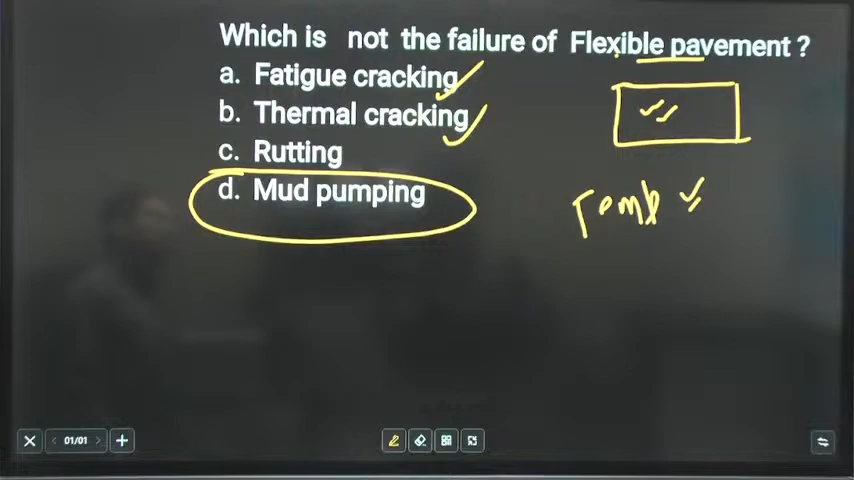 Which is not the failure of Flexible pavement ?
a. Fatigue cracking
b. Thermal cracking
c. Rutting
d. Mud pumping
Temp
01/01